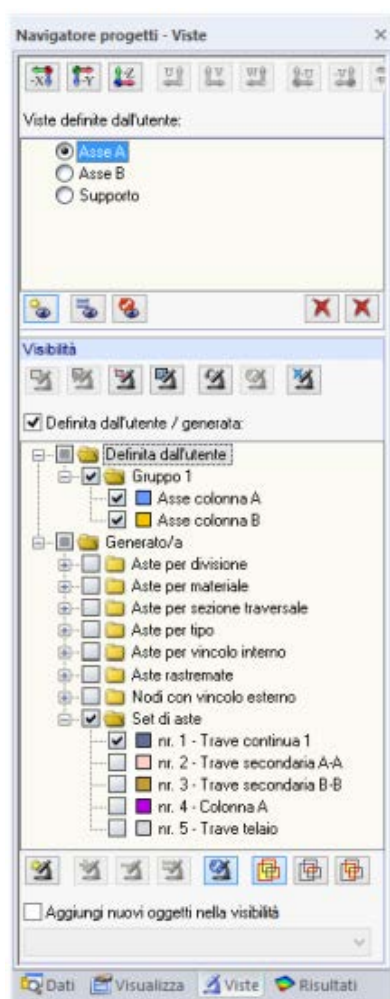 Navigatore progetti - Viste
-X -Y -Z
Viste definite dall'utente:
Asse A
Asse B
Supporto
Visibilità
Definita dall'utente / generata:
Definita dall'utente
Gruppo 1
Asse colonna A
Asse colonna B
Generato/a
Aste per divisione
Aste per materiale
Aste per sezione traversale
Aste per tipo
Aste per vincolo interno
Aste rastremate
Nodi con vincolo esterno
Set di aste
nr. 1 - Trave continua 1
nr. 2 - Trave secondaria A-A
nr. 3 - Trave secondaria B-B
nr. 4 - Colonna A
nr. 5 - Trave telaio
Aggiungi nuovi oggetti nella visibilità
Dati Visualizza Viste Risultati